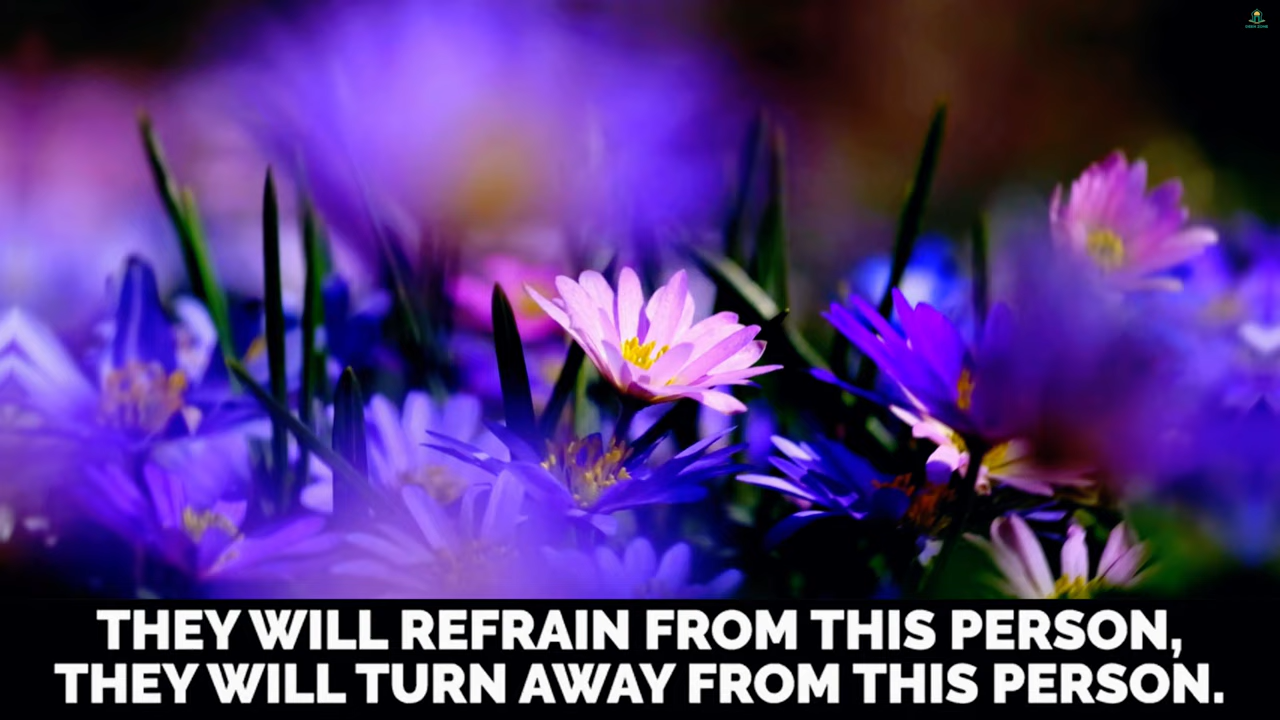 THEY WILL REFRAIN FROM THIS PERSON,
THEY WILL TURN AWAY FROM THIS PERSON.